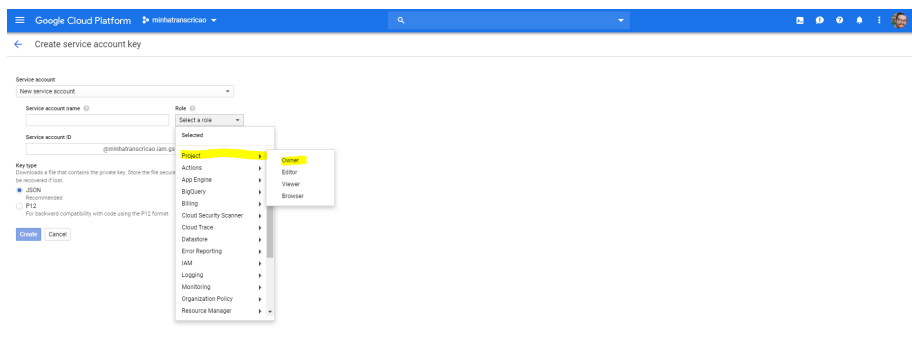 Google Cloud Platform minhatranscricao
Create service account key
Service account
New service account
Service account name Role
Select a role
Service account ID
@minhatranscricao.iam.gs
Key type
Downloads a file that contains the private key. Store the file secure
be recovered if lost.
JSON
Recommended
P12
For backward compatibility with code using the P12 format
Create Cancel
Selected
Project
Actions
App Engine
BigQuery
Billing
Cloud Security Scanner
Cloud Trace
Datastore
Error Reporting
IAM
Logging
Monitoring
Organization Policy
Resource Manager
Owner
Editor
Viewer
Browser